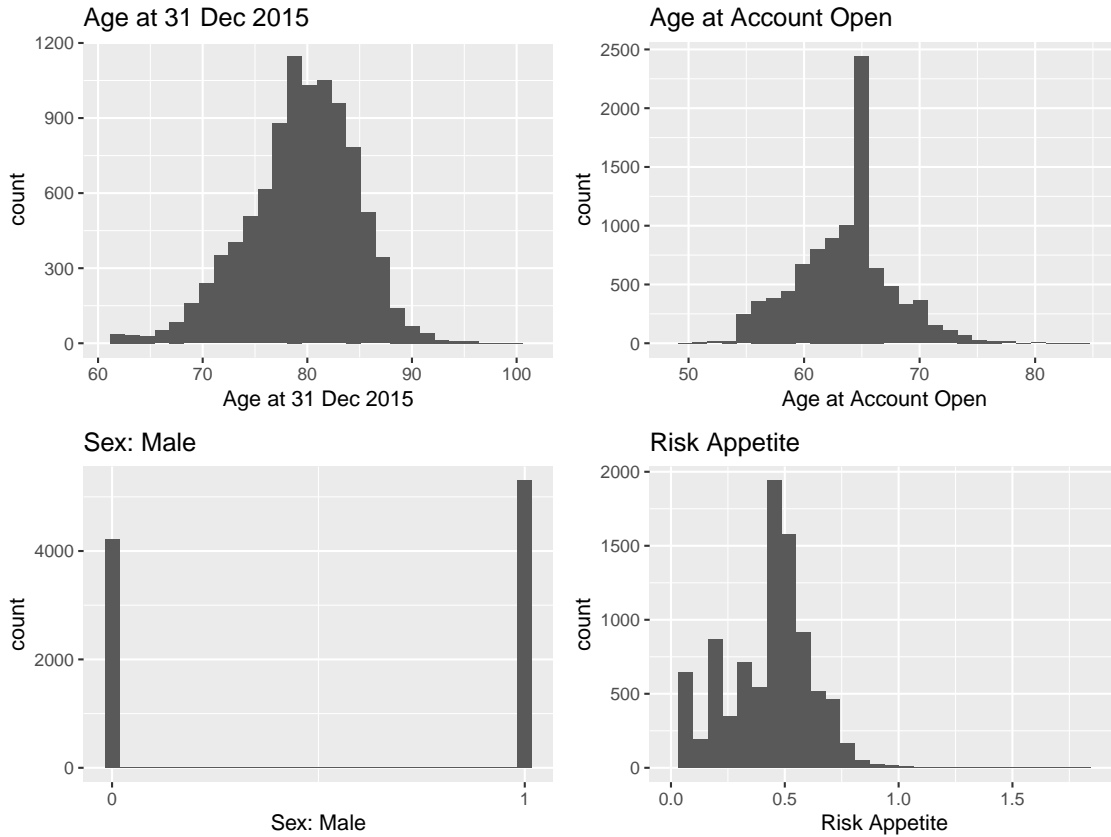 Age at 31 Dec 2015
1200
900
600
300
0
count
60 70 80 90 100
Age at 31 Dec 2015
Age at Account Open
2500
2000
1500
1000
500
0
count
50 60 70 80
Age at Account Open
Sex: Male
4000
2000
0
count
0 1
Sex: Male
Risk Appetite
2000
1500
1000
500
0
count
0.0 0.5 1.0 1.5
Risk Appetite